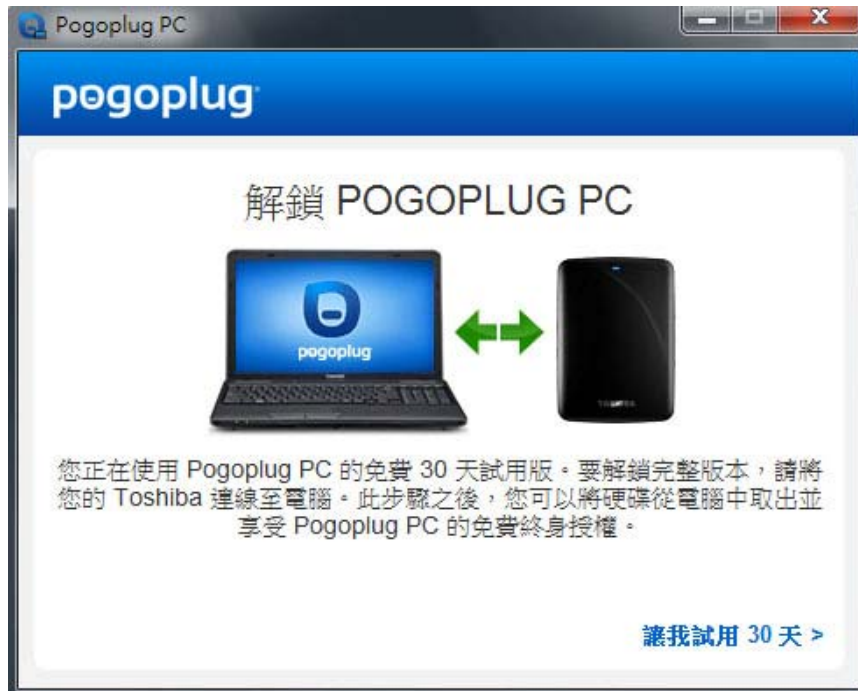 Pogoplug PC
pogoplug
解鎖 POGOPLUG PC
pogoplug
TOSHIBA
您正在使用 Pogoplug PC 的免費 30 天試用版。要解鎖完整版本，請將
您的 Toshiba 連線至電腦。此步驟之後，您可以將硬碟從電腦中取出並
享受 Pogoplug PC 的免費終身授權。
讓我試用 30 天 >